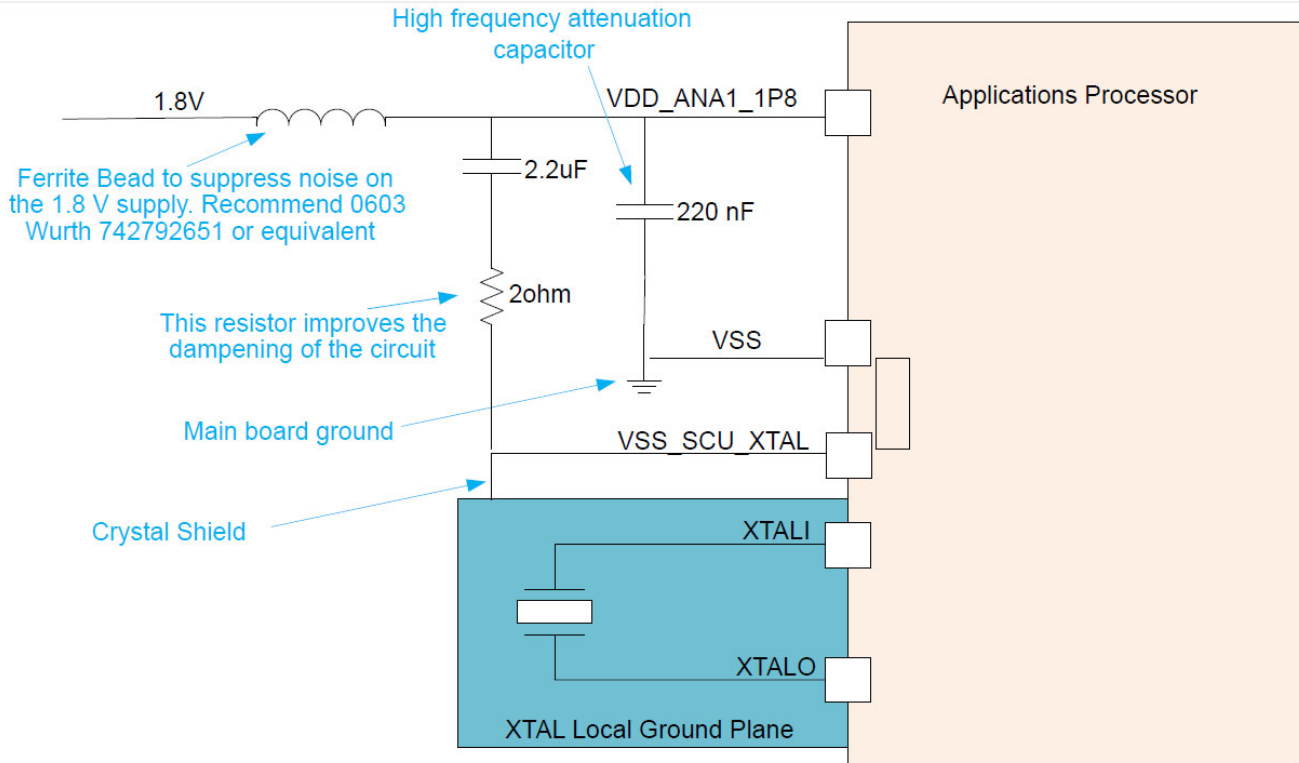 High frequency attenuation
capacitor
1.8V
VDD_ANA1_1P8
Applications Processor
Ferrite Bead to suppress noise on
the 1.8 V supply. Recommend 0603
Wurth 742792651 or equivalent
2.2uF
220 nF
2ohm
This resistor improves the
dampening of the circuit
VSS
Main board ground
VSS_SCU_XTAL
Crystal Shield
XTALI
XTALO
XTAL Local Ground Plane